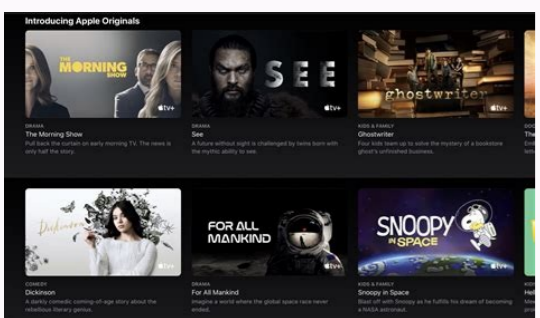 Introducing Apple Originals
THE
MORNING
SHOW
tv+
SEE
tv+
ghostwriter
tv+
DRAMA
The Morning Show
Pull back the curtain on early morning TV. The news is
only half the story.
DRAMA
See
A future without sight is challenged by twins born with
the mythic ability to see.
KIDS & FAMILY
Ghostwriter
Four kids team up to solve the mystery of a bookstore
ghost's unfinished business.
DOC
The
Dickinson
tv+
FOR ALL
MANKIND
tv+
SNOOPY
IN SPACE
tv+
COMEDY
Dickinson
A darkly comedic coming-of-age story about the
rebellious literary genius.
DRAMA
For All Mankind
Imagine a world where the global space race never
ended.
KIDS & FAMILY
Snoopy in Space
Blast off with Snoopy as he fulfills his dream of becoming
a NASA astronaut.